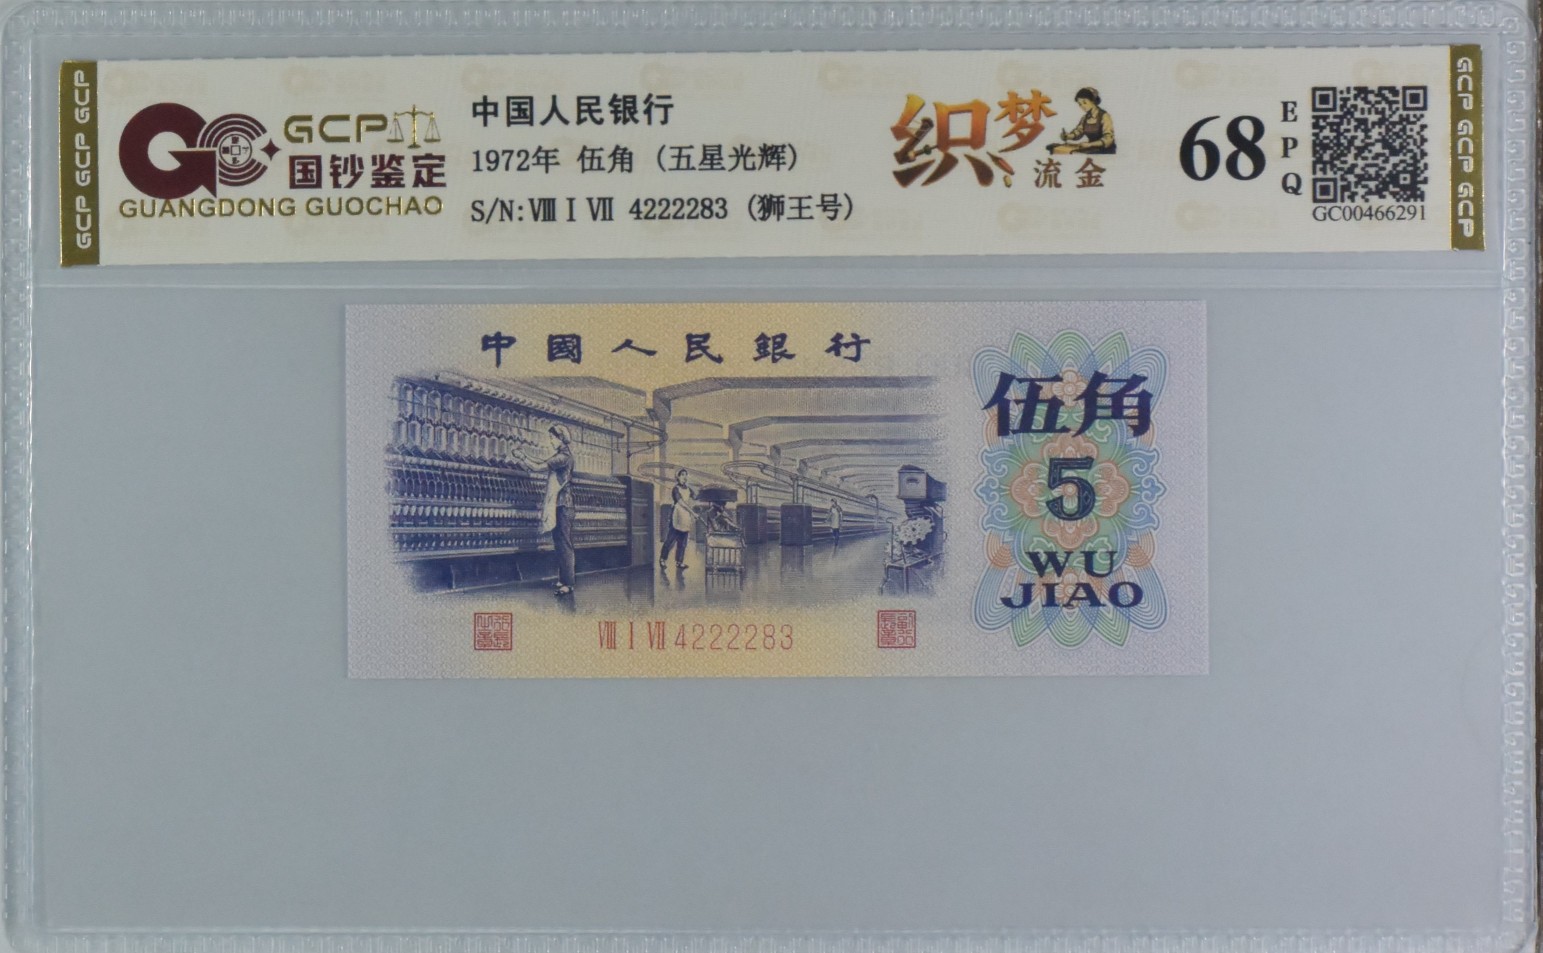 GCP GCP GCP
GCP
国钞鉴定
GUANGDONG GUOCHAO
中国人民银行
1972年 伍角 (五星光辉)
S/N:Ⅷ Ⅰ Ⅶ 4222283 (狮王号)
织梦
流金
68
EPQ
GC00466291
GCP GCP GCP
中國人民銀行
伍角
5
WU
JIAO
Ⅷ Ⅰ Ⅶ 4222283